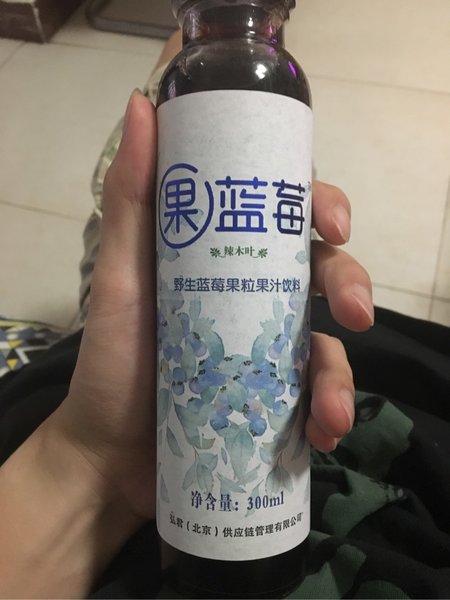 果蓝莓
辣木叶
野生蓝莓果粒果汁饮料
净含量：300ml
弘君（北京）供应链管理有限公司